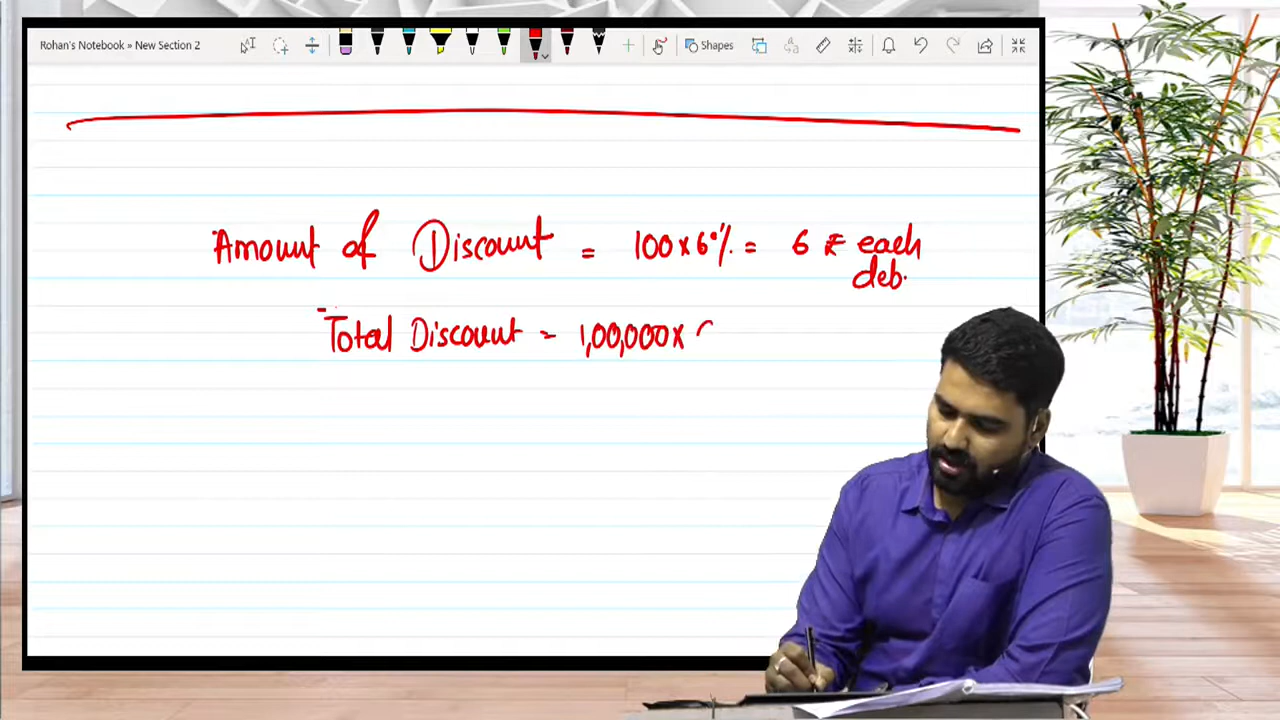 Rohan's Notebook » New Section 2
Shapes
Amount of Discount = 100 x 6% = 6 ₹ each
deb.
Total Discount = 1,00,000 x